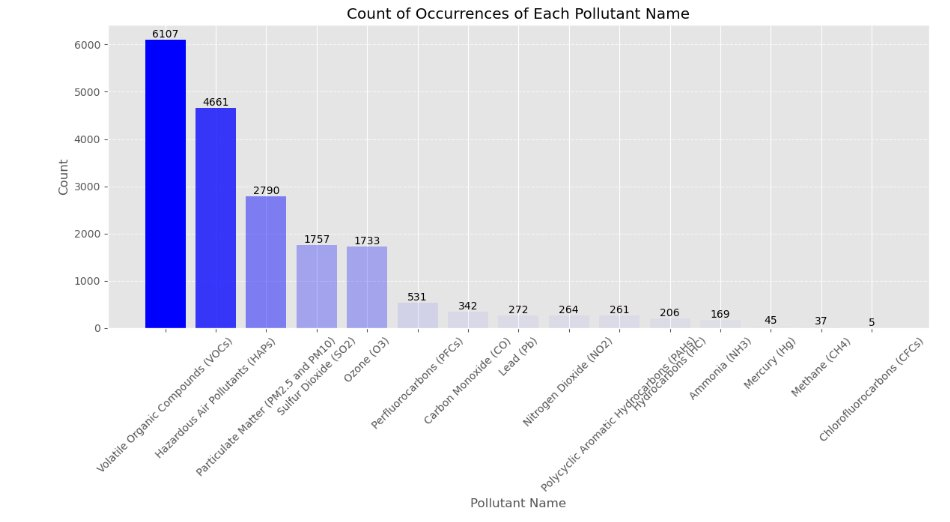 Count of Occurrences of Each Pollutant Name
Count
6000
5000
4000
3000
2000
1000
0
6107
4661
2790
1757
1733
531
342
272
264
261
206
169
45
37
5
Volatile Organic Compounds (VOCs)
Hazardous Air Pollutants (HAPs)
Particulate Matter (PM2.5 and PM10)
Sulfur Dioxide (SO2)
Ozone (O3)
Perfluorocarbons (PFCs)
Carbon Monoxide (CO)
Lead (Pb)
Nitrogen Dioxide (NO2)
Polycyclic Aromatic Hydrocarbons (PAHs)
Hydrocarbons (HC)
Ammonia (NH3)
Mercury (Hg)
Methane (CH4)
Chlorofluorocarbons (CFCs)
Pollutant Name